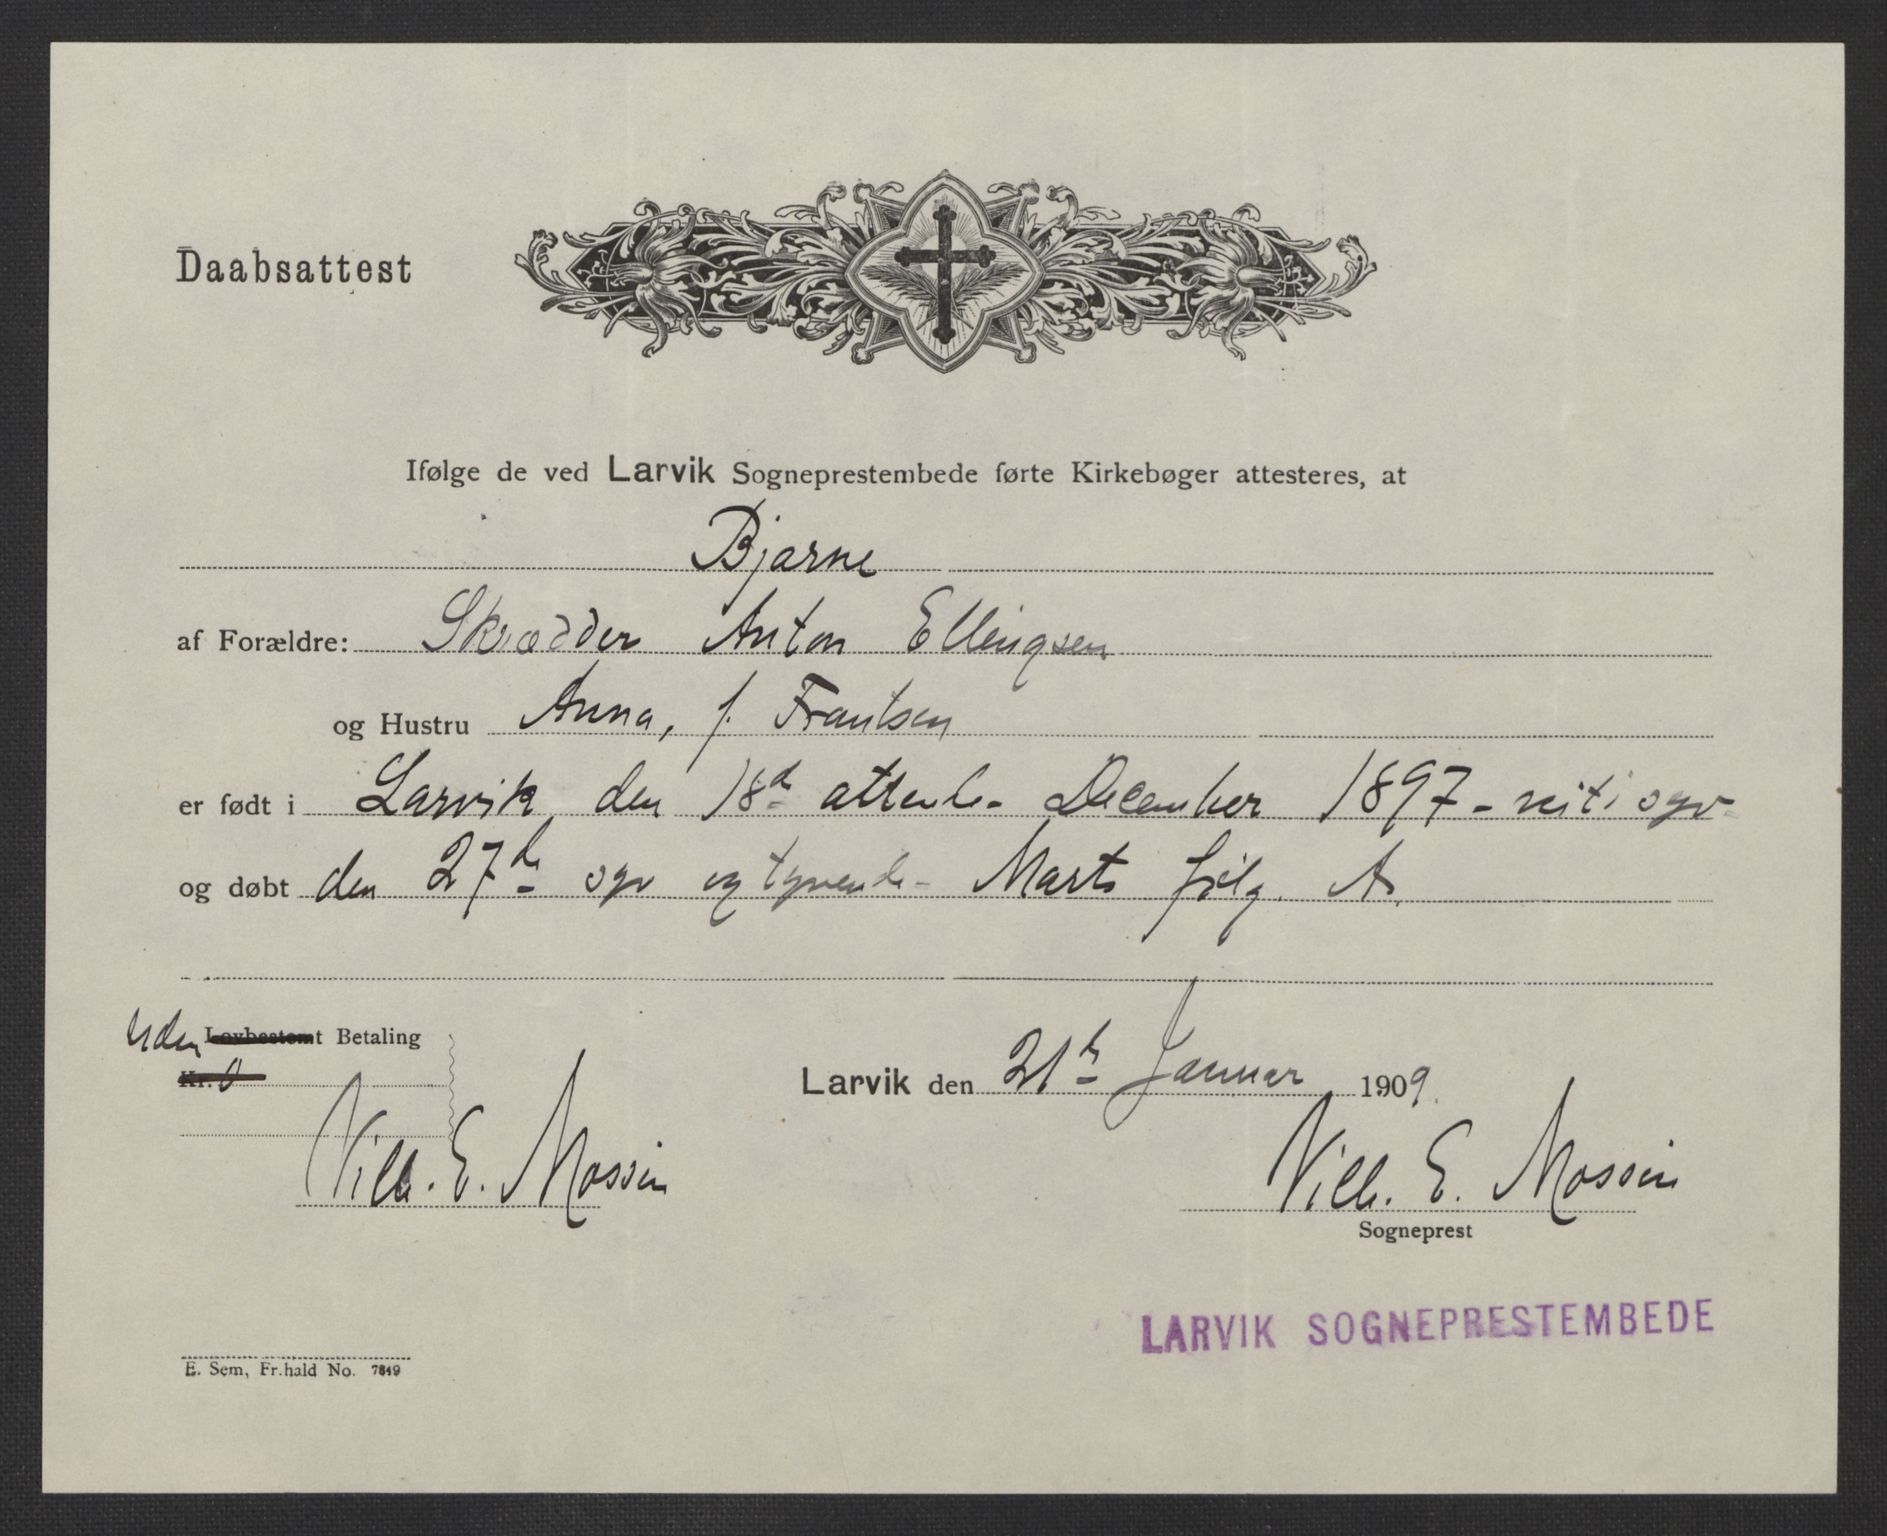 Daabsattest
Ifølge de ved Larvik Sogneprestembede førte Kirkebøger attesteres, at
Bjarne
af Forældre: Skrædder Anton Ellingsen
og Hustru Anna, f. Frantsen
er født i Larvik den 18de attende December 1897 - niti syv
og døbt den 27de syv og tyvende Marts følg. A.
uden Lovbestemt Betaling
Kr. 0
Larvik den 21de Januar 1909.
Vilh. E. Mossin Vilh. E. Mossin
Sogneprest
LARVIK SOGNEPRESTEMBEDE
E. Sem, Fr.hald No. 7849